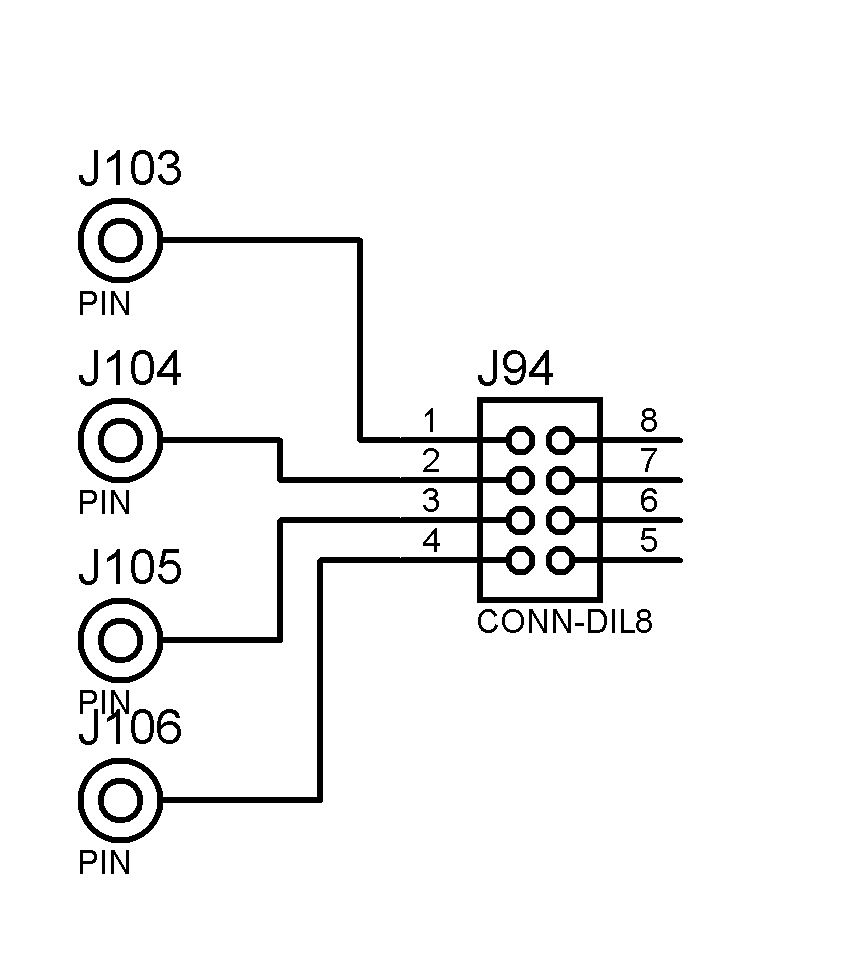 J103
PIN
J104
PIN
J94
1 8
2 7
3 6
4 5
J105
CONN-DIL8
PIN
J106
PIN